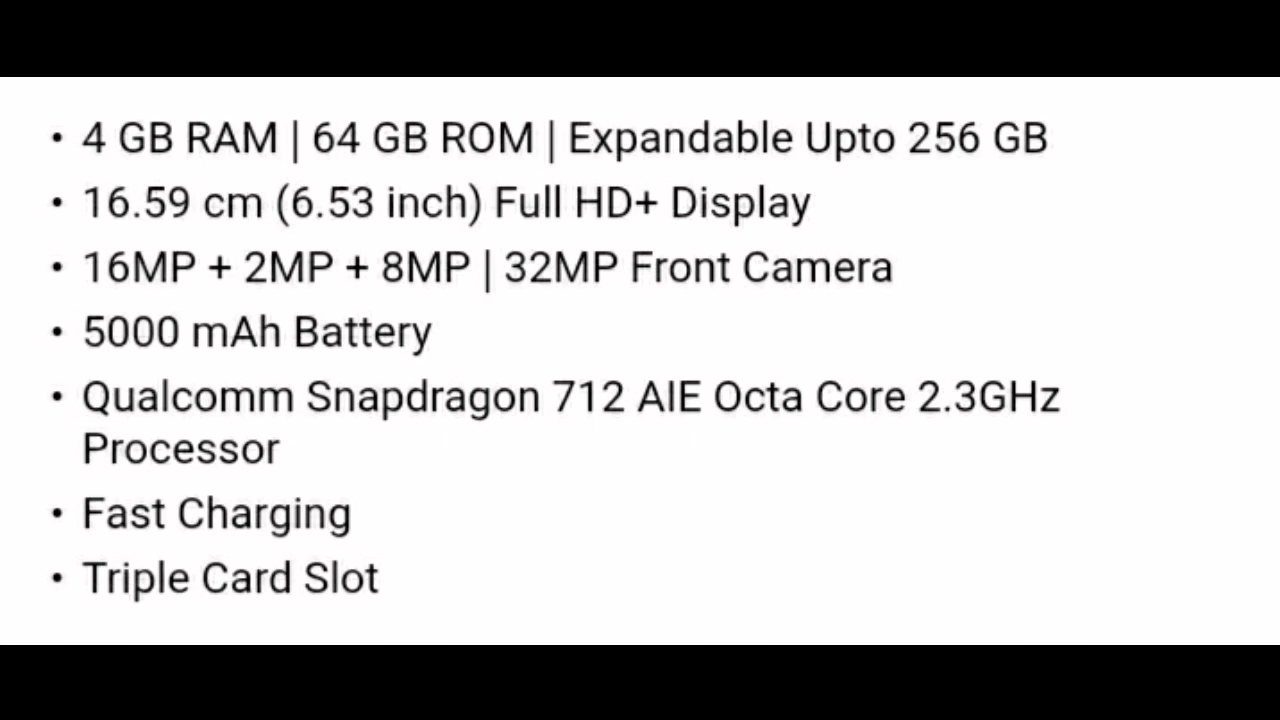 • 4 GB RAM | 64 GB ROM | Expandable Upto 256 GB
• 16.59 cm (6.53 inch) Full HD+ Display
• 16MP + 2MP + 8MP | 32MP Front Camera
• 5000 mAh Battery
• Qualcomm Snapdragon 712 AIE Octa Core 2.3GHz
Processor
• Fast Charging
• Triple Card Slot